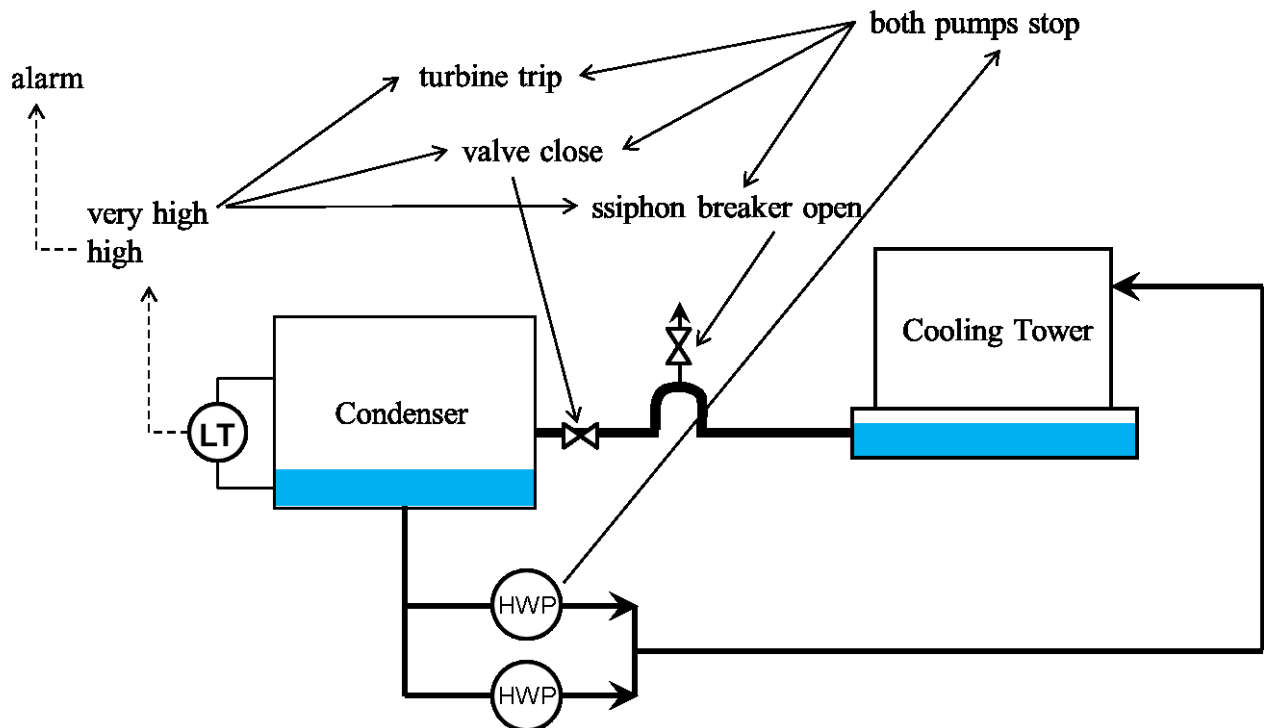 both pumps stop
alarm
turbine trip
valve close
very high
high
ssiphon breaker open
Cooling Tower
Condenser
LT
HWP
HWP